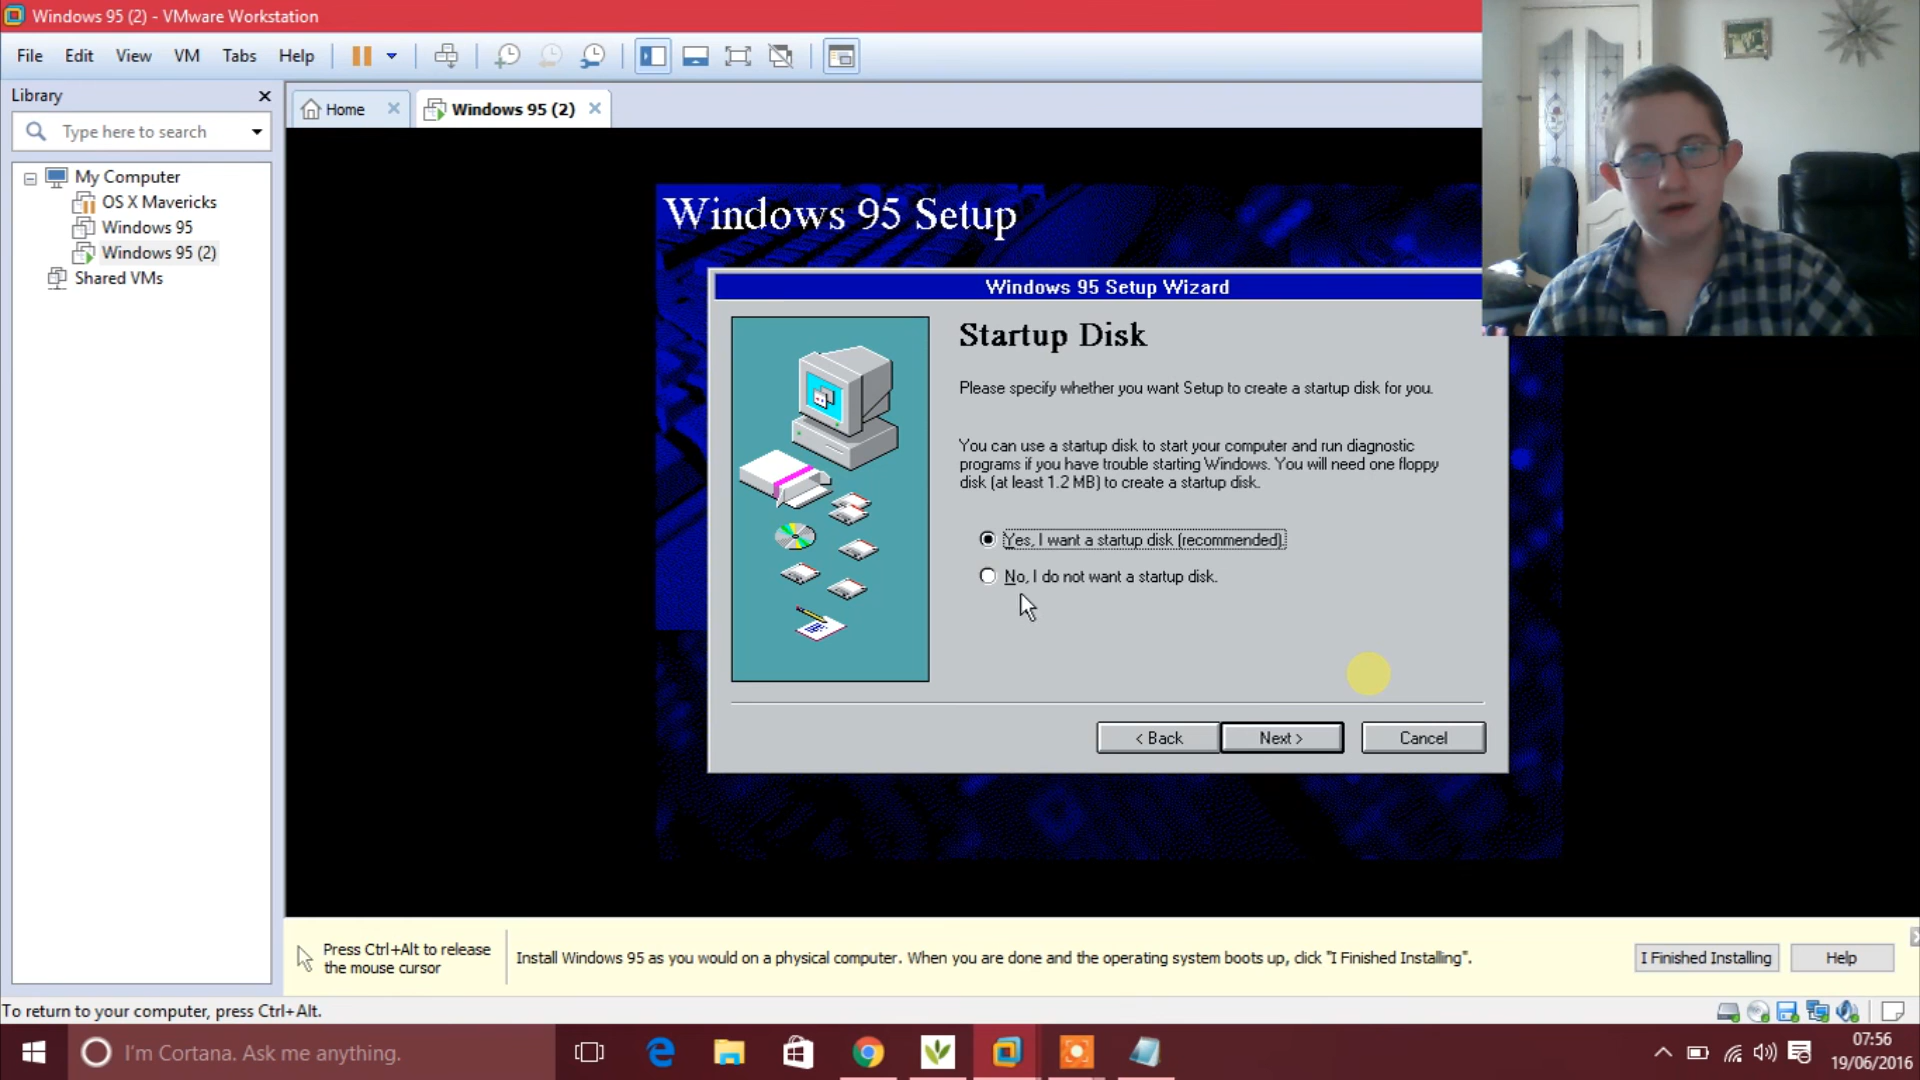 Windows 95 (2) - VMware Workstation
File Edit View VM Tabs Help
Library
Type here to search
My Computer
OS X Mavericks
Windows 95
Windows 95 (2)
Shared VMs
Home
Windows 95 (2)
Windows 95 Setup
Windows 95 Setup Wizard
Startup Disk
Please specify whether you want Setup to create a startup disk for you.
You can use a startup disk to start your computer and run diagnostic
programs if you have trouble starting Windows. You will need one floppy
disk (at least 1.2 MB) to create a startup disk.
Yes, I want a startup disk (recommended).
No, I do not want a startup disk.
< Back Next > Cancel
Press Ctrl+Alt to release
the mouse cursor
Install Windows 95 as you would on a physical computer. When you are done and the operating system boots up, click "I Finished Installing".
I Finished Installing
Help
To return to your computer, press Ctrl+Alt.
I'm Cortana. Ask me anything.
07:56
19/06/2016